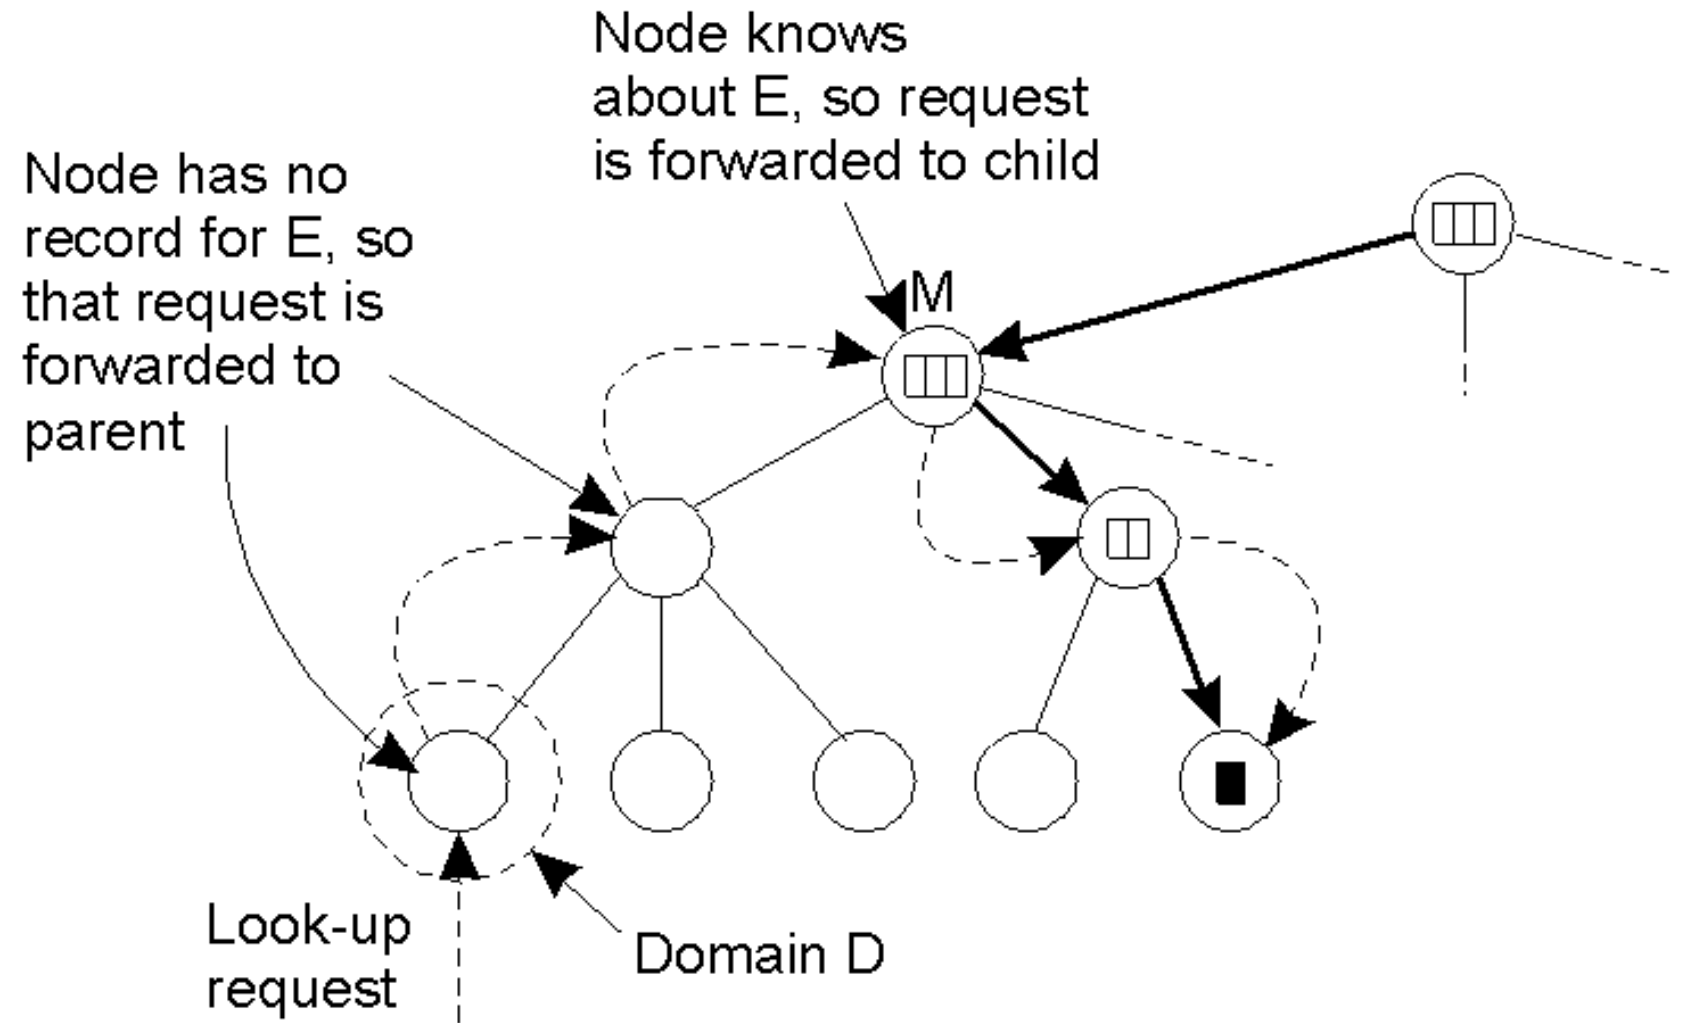 Node knows
about E, so request
is forwarded to child
Node has no
record for E, so
that request is
forwarded to
parent
M
Look-up
request
Domain D